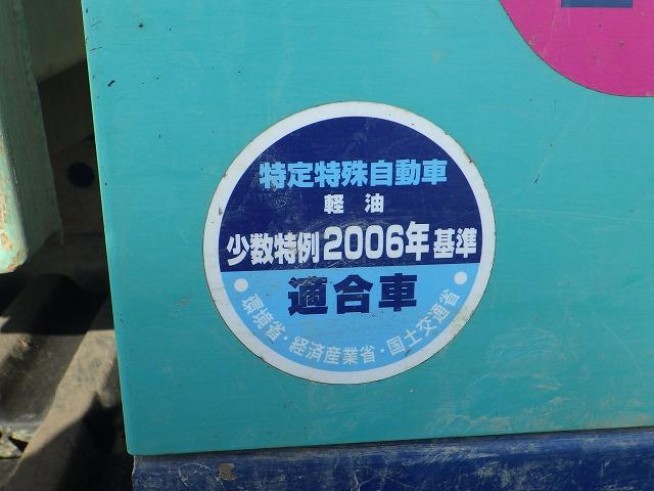 特定特殊自動車
軽油
少数特例2006年基準
適合車
・環境省・経済産業省・国土交通省・